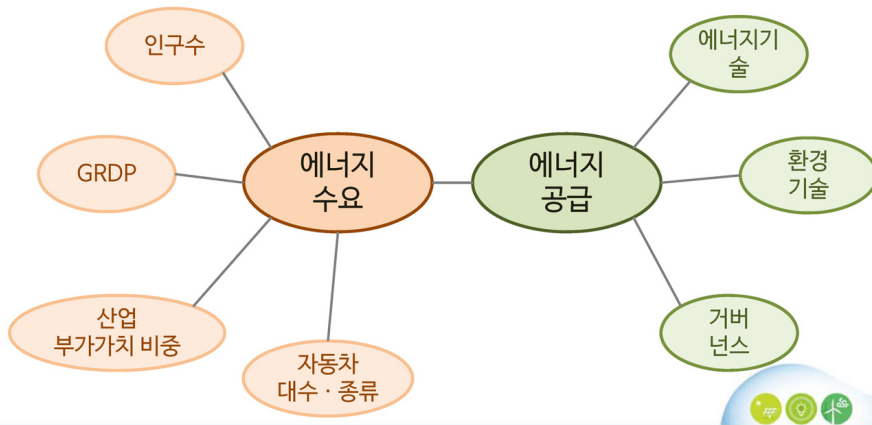 인구수
GRDP
산업
부가가치 비중
자동차
대수 · 종류
에너지
수요
에너지
공급
에너지기
술
환경
기술
거버
넌스